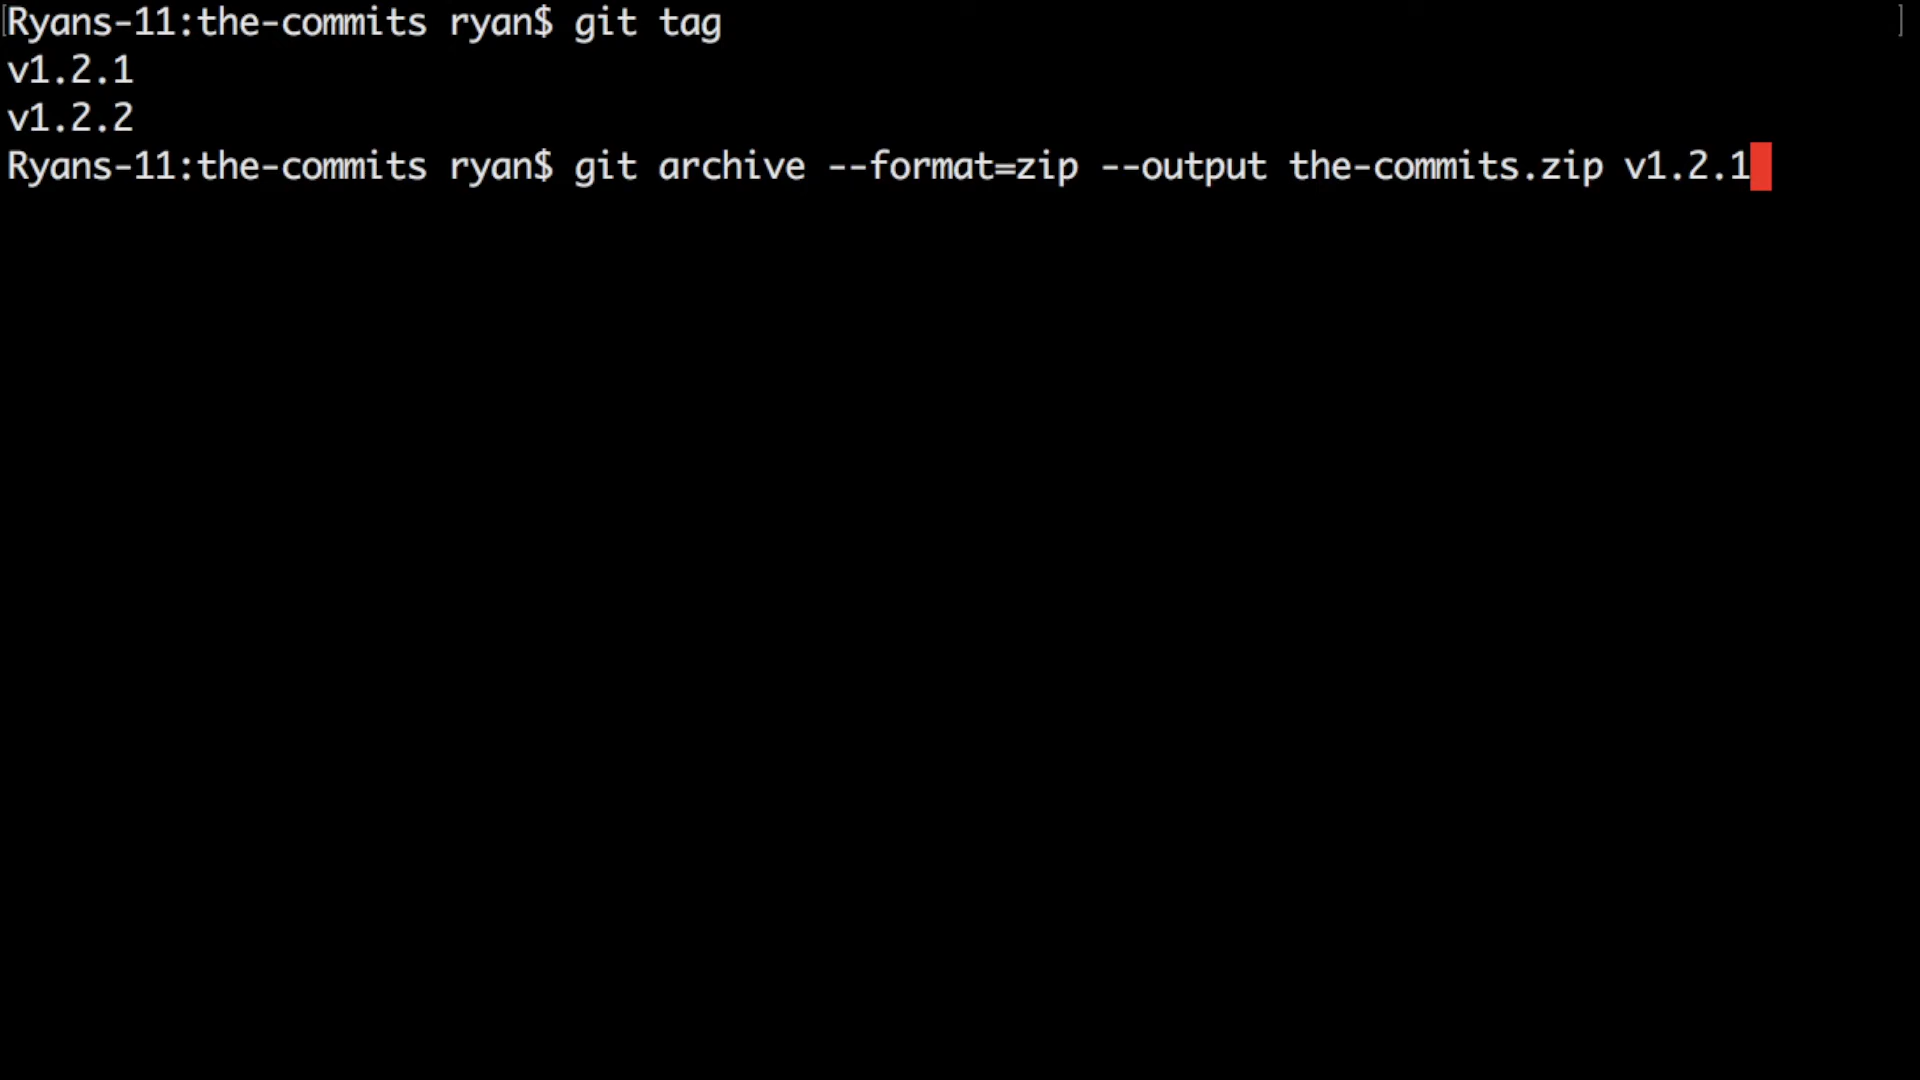 [Ryans-11:the-commits ryan$ git tag ]
v1.2.1
v1.2.2
Ryans-11:the-commits ryan$ git archive --format=zip --output the-commits.zip v1.2.1